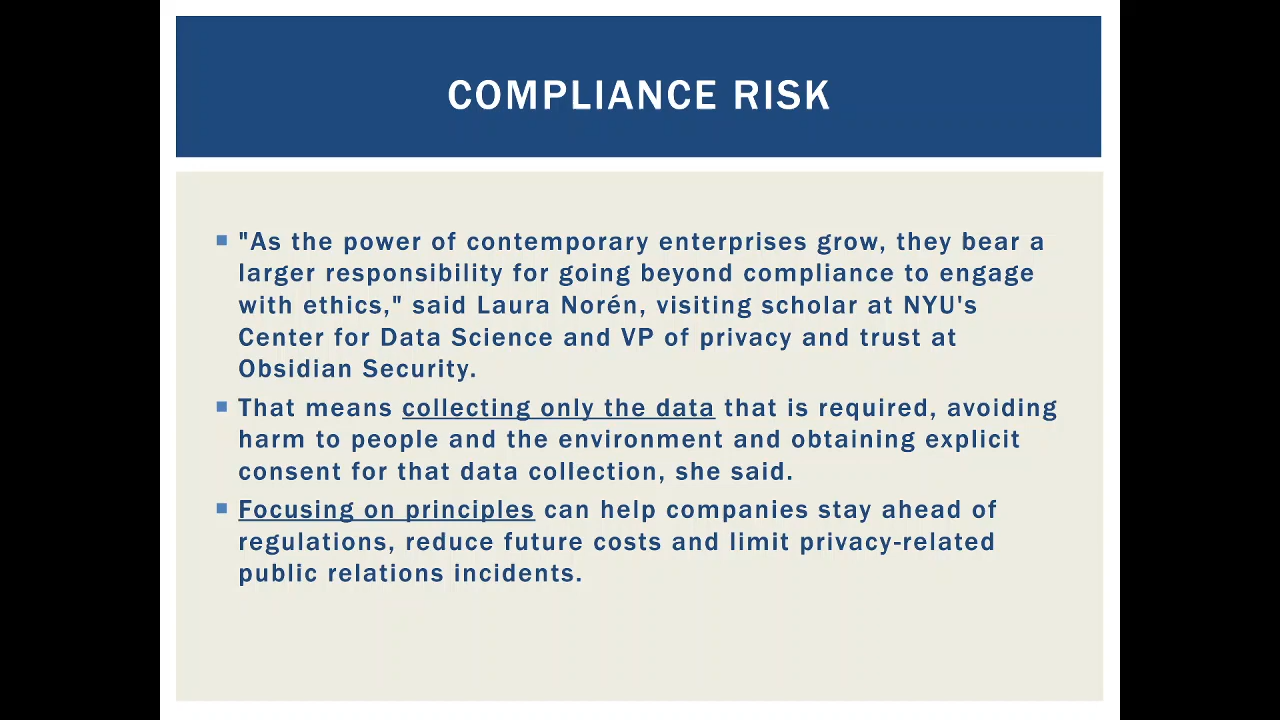 COMPLIANCE RISK
"As the power of contemporary enterprises grow, they bear a
larger responsibility for going beyond compliance to engage
with ethics," said Laura Norén, visiting scholar at NYU's
Center for Data Science and VP of privacy and trust at
Obsidian Security.
That means collecting only the data that is required, avoiding
harm to people and the environment and obtaining explicit
consent for that data collection, she said.
Focusing on principles can help companies stay ahead of
regulations, reduce future costs and limit privacy-related
public relations incidents.